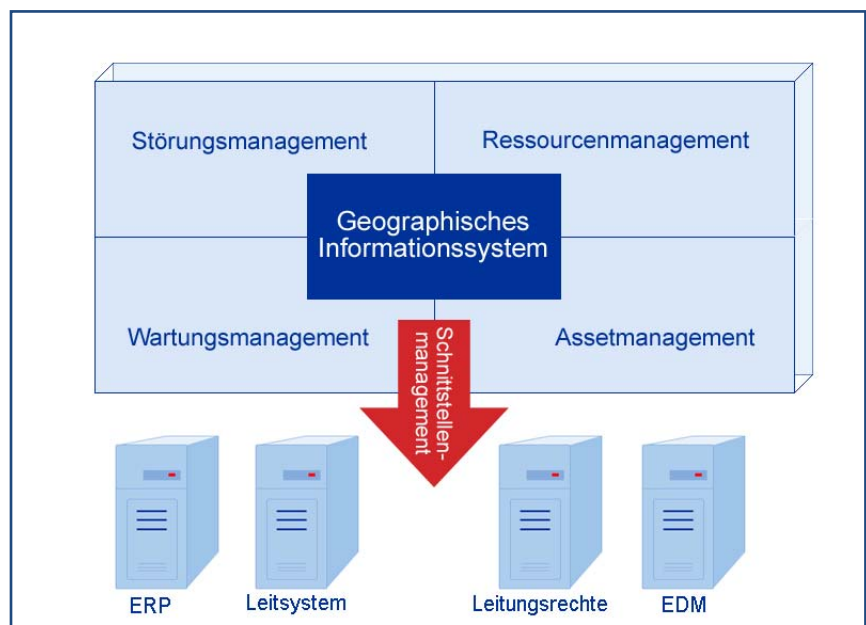 Störungsmanagement
Ressourcenmanagement
Geographisches
Informationssystem
Wartungsmanagement
Assetmanagement
Schnittstellen-
management
ERP
Leitsystem
Leitungsrechte
EDM